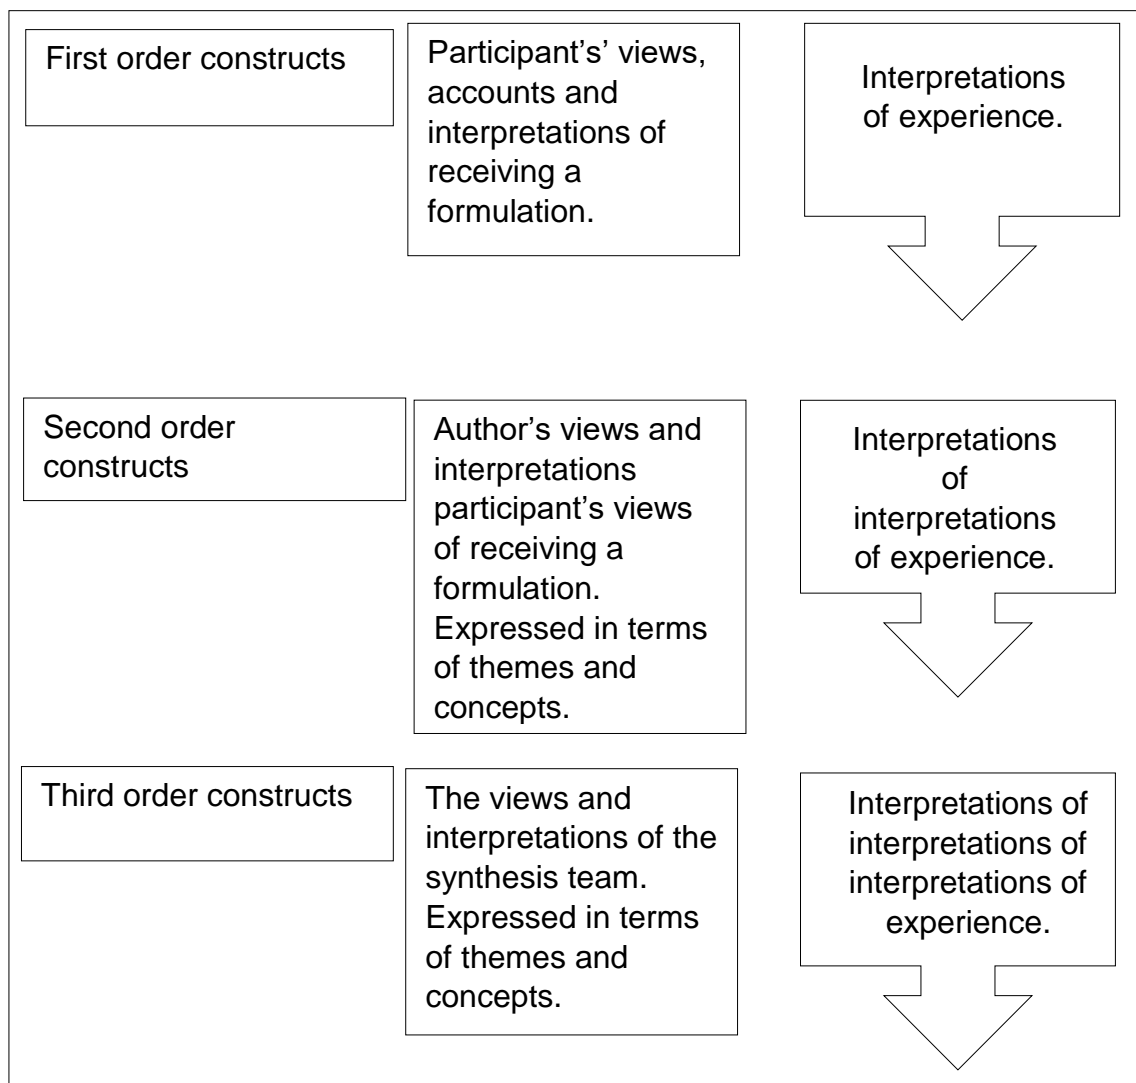 First order constructs
Participant's' views,
accounts and
interpretations of
receiving a
formulation.
Interpretations
of experience.
Second order
constructs
Author's views and
interpretations
participant's views
of receiving a
formulation.
Expressed in terms
of themes and
concepts.
Interpretations
of
interpretations
of experience.
Third order constructs
The views and
interpretations of the
synthesis team.
Expressed in terms
of themes and
concepts.
Interpretations of
interpretations of
interpretations of
experience.